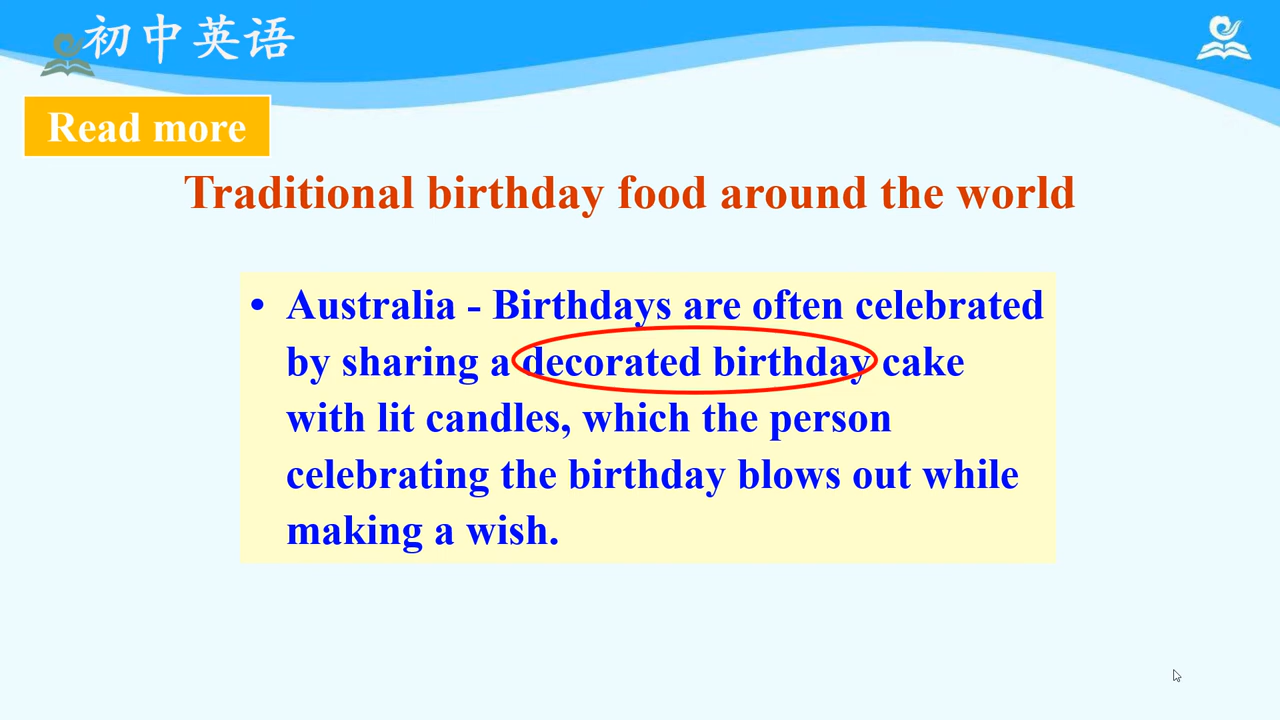 初中英语
Read more
Traditional birthday food around the world
• Australia - Birthdays are often celebrated
by sharing a decorated birthday cake
with lit candles, which the person
celebrating the birthday blows out while
making a wish.